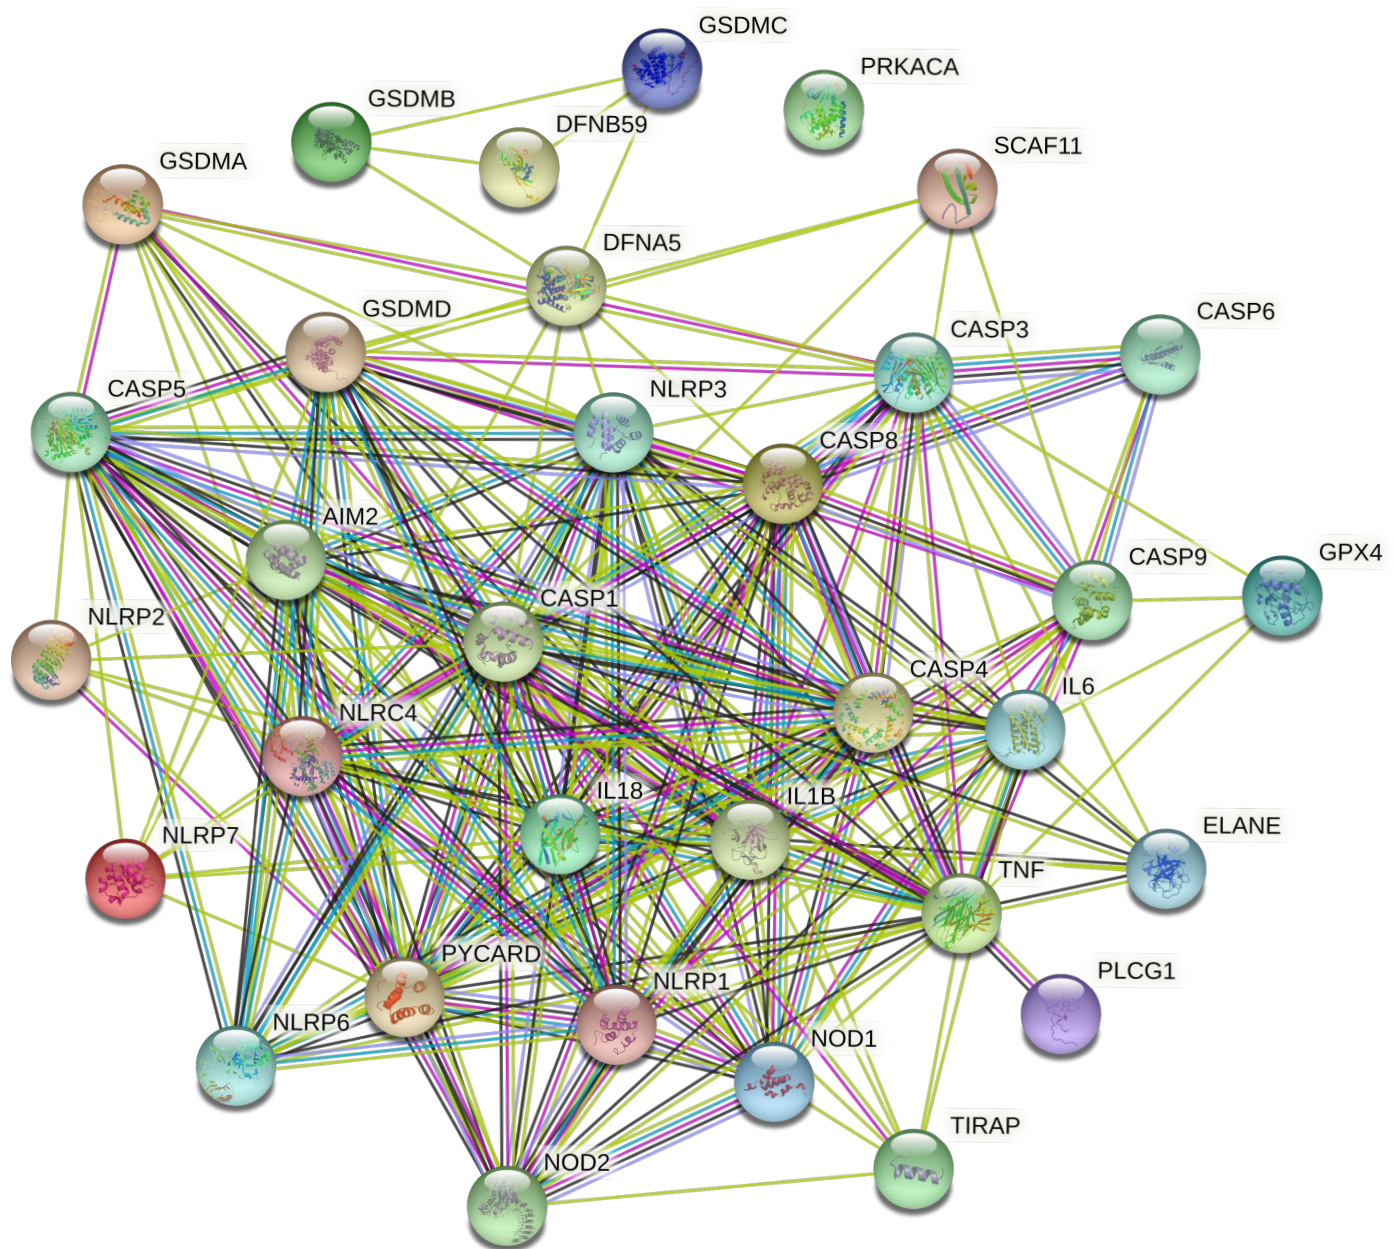 GSDMC
PRKACA
GSDMB
DFNB59
SCAF11
GSDMA
DFNA5
GSDMD
CASP6
CASP3
CASP5
NLRP3
CASP8
AIM2
GPX4
CASP9
CASP1
NLRP2
CASP4
IL6
NLRC4
IL18
IL1B
ELANE
NLRP7
TNF
PYCARD
PLCG1
NLRP1
NLRP6
NOD1
TIRAP
NOD2